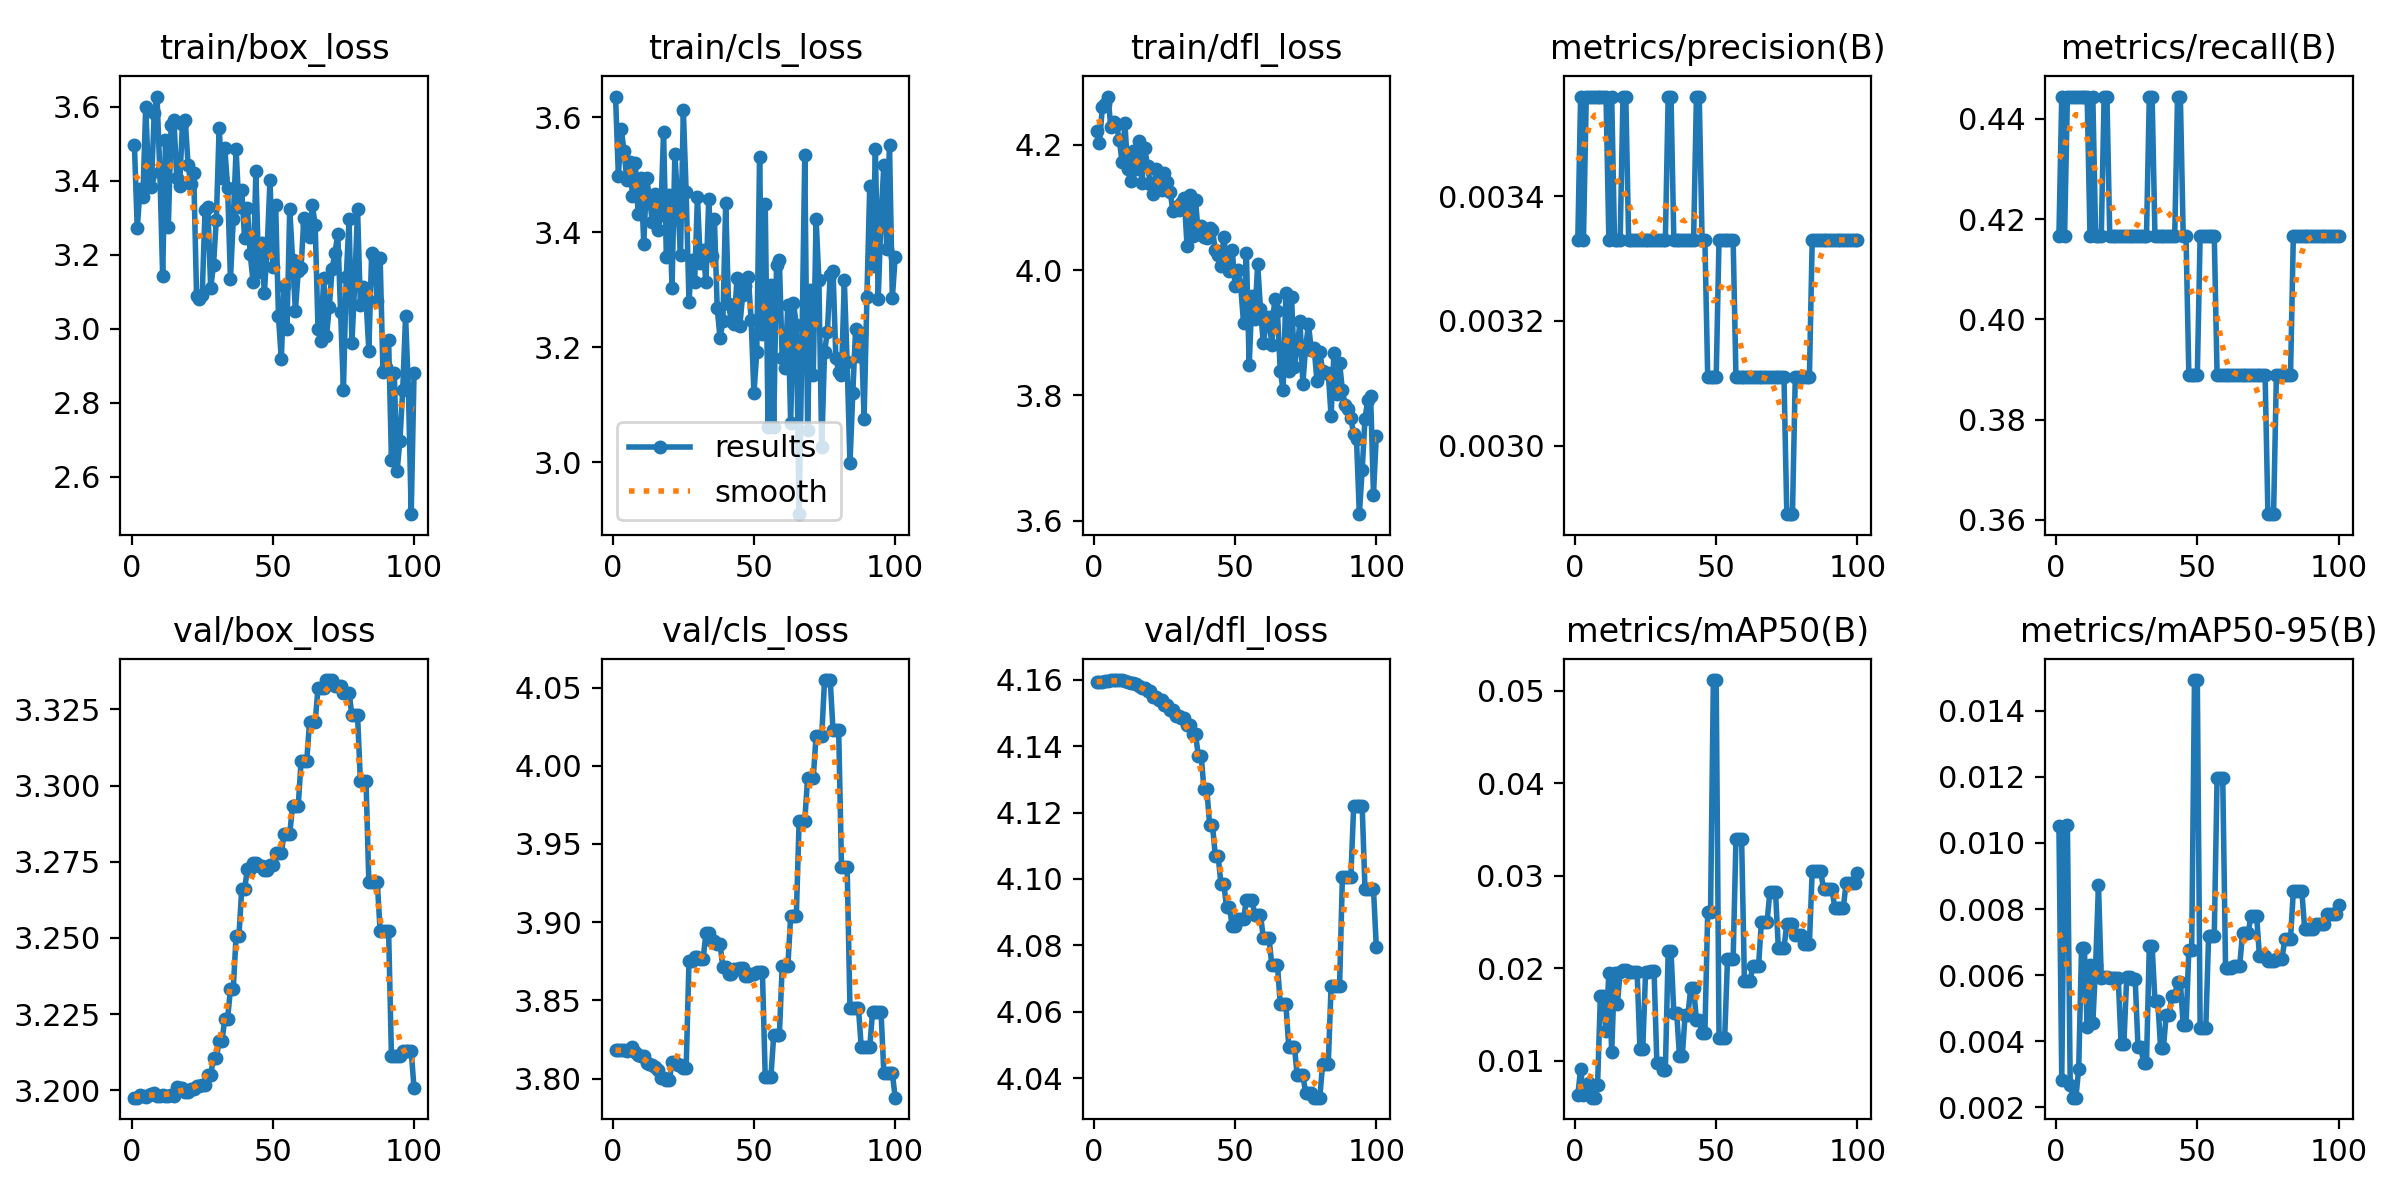 train/box_loss
3.6
3.4
3.2
3.0
2.8
2.6
0 50 100
train/cls_loss
3.6
3.4
3.2
3.0
results
smooth
0 50 100
train/dfl_loss
4.2
4.0
3.8
3.6
0 50 100
metrics/precision(B)
0.0034
0.0032
0.0030
0 50 100
metrics/recall(B)
0.44
0.42
0.40
0.38
0.36
0 50 100
val/box_loss
3.325
3.300
3.275
3.250
3.225
3.200
0 50 100
val/cls_loss
4.05
4.00
3.95
3.90
3.85
3.80
0 50 100
val/dfl_loss
4.16
4.14
4.12
4.10
4.08
4.06
4.04
0 50 100
metrics/mAP50(B)
0.05
0.04
0.03
0.02
0.01
0 50 100
metrics/mAP50-95(B)
0.014
0.012
0.010
0.008
0.006
0.004
0.002
0 50 100